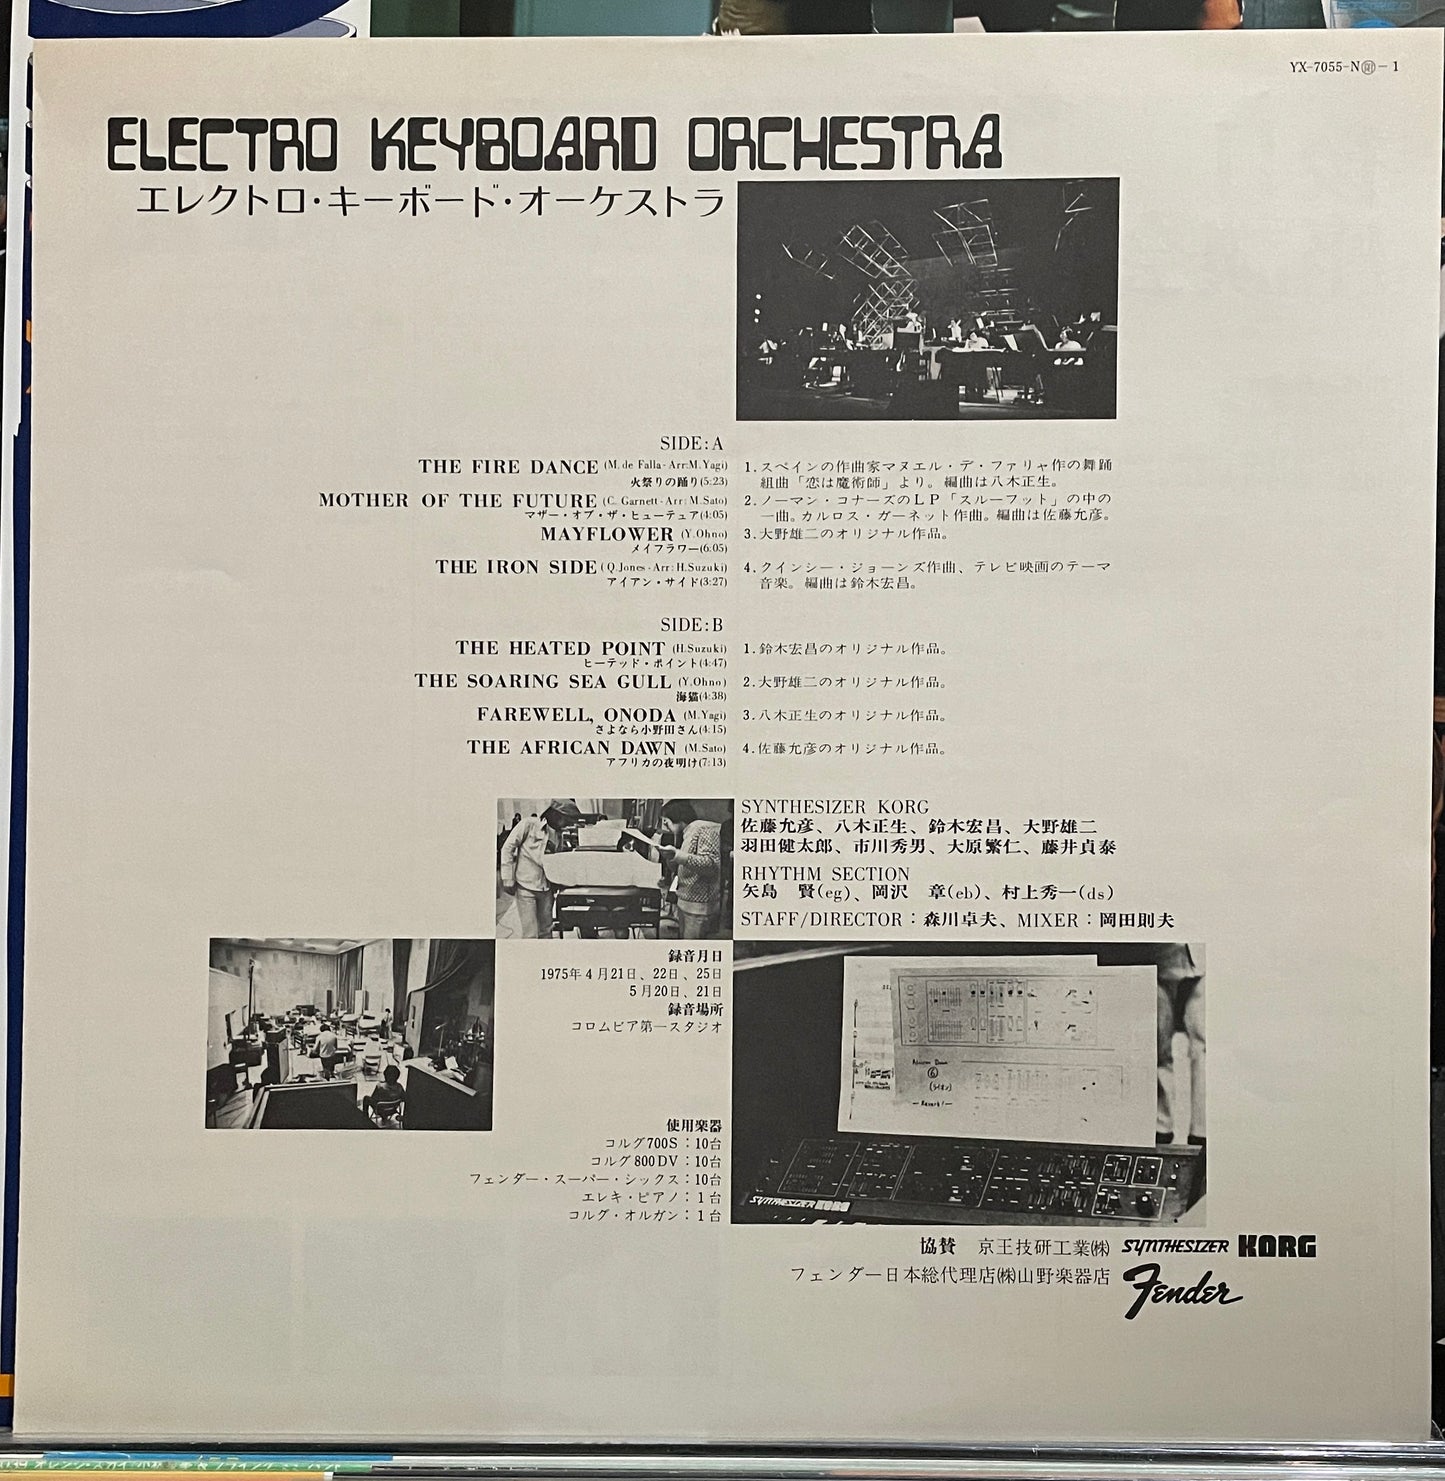 YX-7055-N㊞-1
ELECTRO KEYBOARD ORCHESTRA
エレクトロ・キーボード・オーケストラ
SIDE:A
THE FIRE DANCE (M. de Falla-Arr:M.Yagi)
火祭りの踊り(5:23)
1.スペインの作曲家マヌエル・デ・ファリャ作の舞踊
組曲「恋は魔術師」より。編曲は八木正生。
MOTHER OF THE FUTURE (C. Garnett-Arr:M.Sato)
マザー・オブ・ザ・ヒューテュア(4:05)
2.ノーマン・コナーズのLP「スルーフット」の中の
一曲。カルロス・ガーネット作曲。編曲は佐藤允彦。
MAYFLOWER (Y.Ohno)
メイフラワー(6:05)
3.大野雄二のオリジナル作品。
THE IRON SIDE (Q.Jones-Arr:H.Suzuki)
アイアン・サイド(3:27)
4.クインシー・ジョーンズ作曲、テレビ映画のテーマ
音楽。編曲は鈴木宏昌。
SIDE:B
THE HEATED POINT (H.Suzuki)
ヒーテッド・ポイント(4:47)
1.鈴木宏昌のオリジナル作品。
THE SOARING SEA GULL (Y.Ohno)
海猫(4:38)
2.大野雄二のオリジナル作品。
FAREWELL, ONODA (M.Yagi)
さよなら小野田さん(4:15)
3.八木正生のオリジナル作品。
THE AFRICAN DAWN (M.Sato)
アフリカの夜明け(7:13)
4.佐藤允彦のオリジナル作品。
SYNTHESIZER KORG
佐藤允彦、八木正生、鈴木宏昌、大野雄二
羽田健太郎、市川秀男、大原繁仁、藤井貞泰
RHYTHM SECTION
矢島 賢(eg)、岡沢 章(eb)、村上秀一(ds)
STAFF/DIRECTOR:森川卓夫、MIXER:岡田則夫
録音月日
1975年4月21日、22日、25日
5月20日、21日
録音場所
コロムビア第一スタジオ
African Dawn
⑥
(ライオン)
SYNTHESIZER KORG
使用楽器
コルグ700S:10台
コルグ800DV:10台
フェンダー・スーパー・シックス:10台
エレキ・ピアノ:1台
コルグ・オルガン:1台
協賛 京王技研工業㈱ SYNTHESIZER KORG
フェンダー日本総代理店㈱山野楽器店 Fender